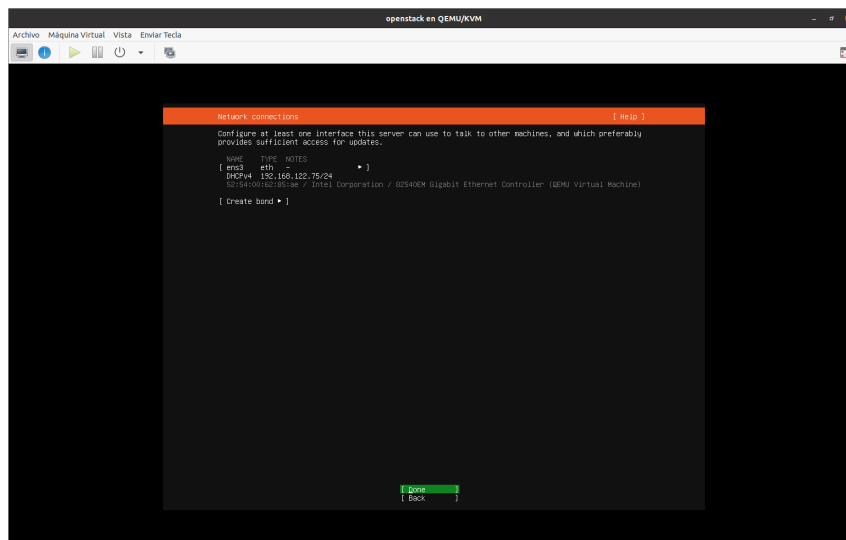 openstack en QEMU/KVM
Archivo Máquina Virtual Vista Enviar Tecla
Network connections [ Help ]
Configure at least one interface this server can use to talk to other machines, and which preferably
provides sufficient access for updates.
NAME TYPE NOTES
[ ens3 eth - ▸ ]
DHCPv4 192.168.122.75/24
52:54:00:62:85:ae / Intel Corporation / 82540EM Gigabit Ethernet Controller (QEMU Virtual Machine)
[ Create bond ▸ ]
[ Done ]
[ Back ]